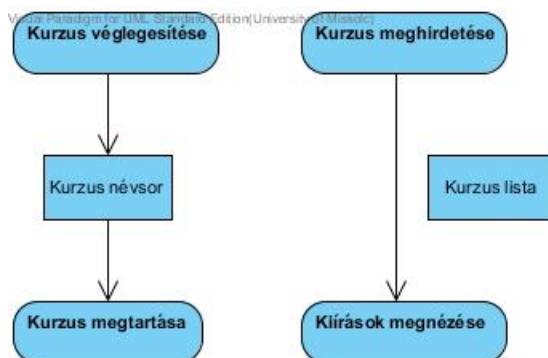 Visual Paradigm for UML Standard Edition(University of Miskolc)
Kurzus véglegesítése
Kurzus meghirdetése
Kurzus névsor
Kurzus lista
Kurzus megtartása
Kiírások megnézése